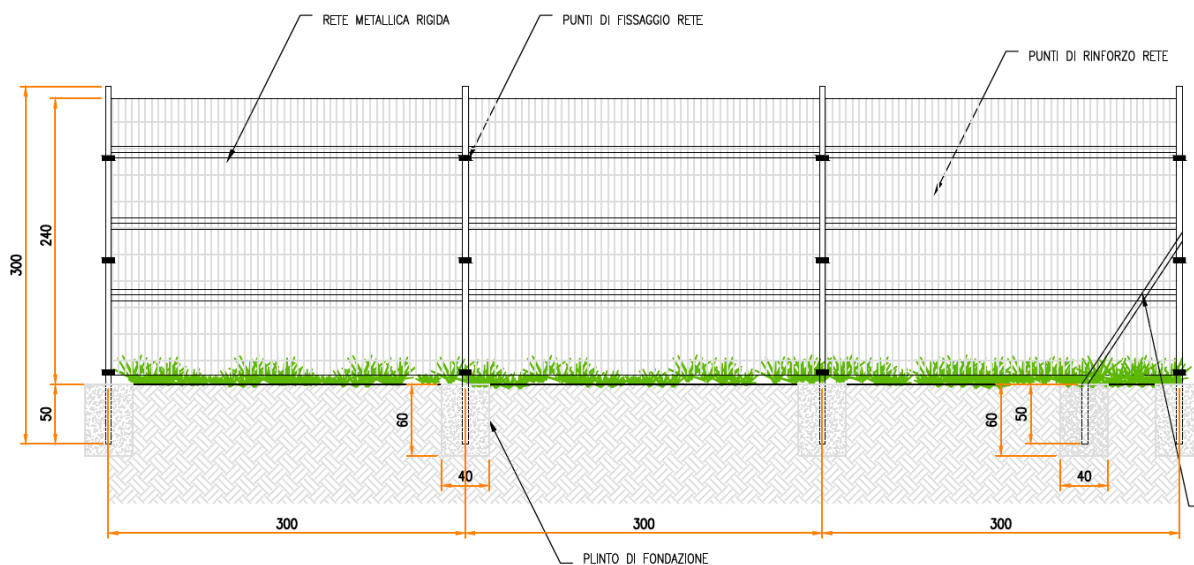 RETE METALLICA RIGIDA
PUNTI DI FISSAGGIO RETE
PUNTI DI RINFORZO RETE
300
240
50
60
40
60
50
40
300
300
300
PLINTO DI FONDAZIONE